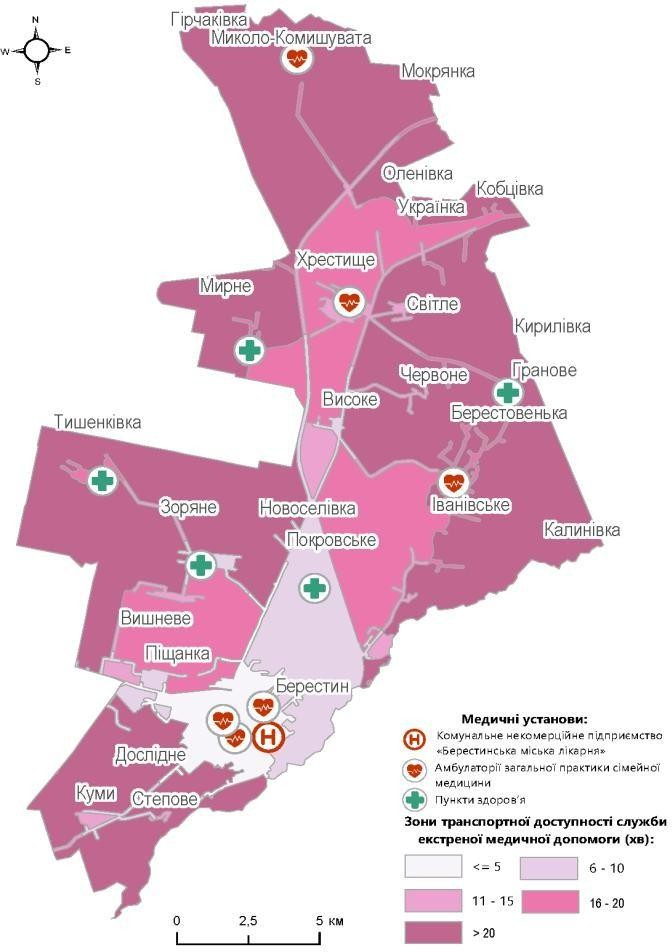 N
W
E
S
Гірчаківка
Миколо-Комишувата
Мокрянка
Оленівка
Кобцівка
Українка
Хрестище
Мирне
Світле
Кирилівка
Гранове
Червоне
Високе
Берестовенька
Тишенківка
Зоряне
Новоселівка
Іванівське
Калинівка
Покровське
Вишневе
Піщанка
Берестин
Дослідне
Куми
Степове
Медичні установи:
Н
Комунальне некомерційне підприємство
«Берестинська міська лікарня»
Амбулаторії загальної практики сімейної
медицини
Пункти здоров'я
Зони транспортної доступності служби
екстреної медичної допомоги (хв):
<= 5
6 - 10
11 - 15
16 - 20
> 20
0 2,5 5 км
Н